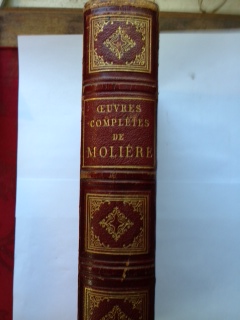 ŒUVRES
COMPLÈTES
DE
MOLIÈRE